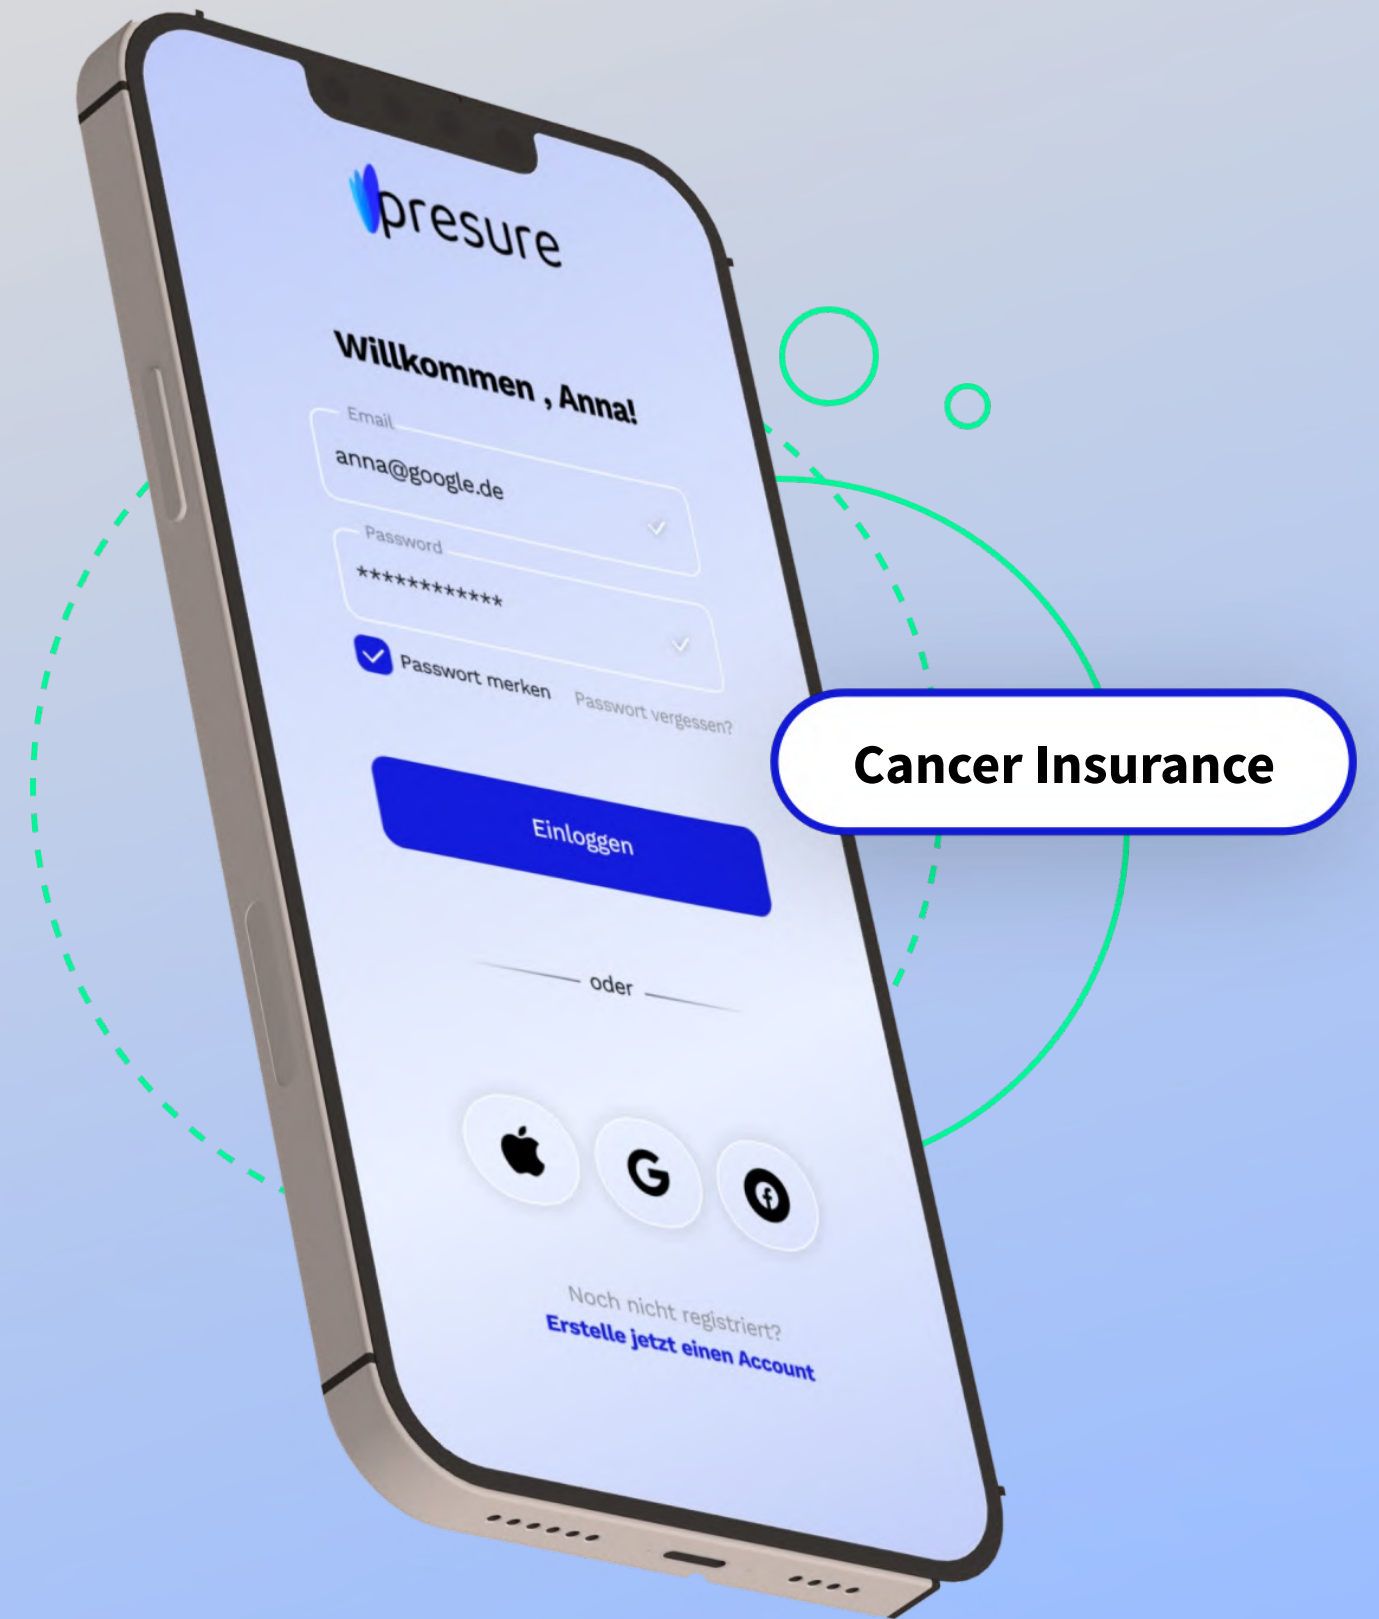 presure
Willkommen , Anna!
Email
anna@google.de
Password
************
Passwort merken
Passwort vergessen?
Cancer Insurance
Einloggen
oder
Noch nicht registriert?
Erstelle jetzt einen Account